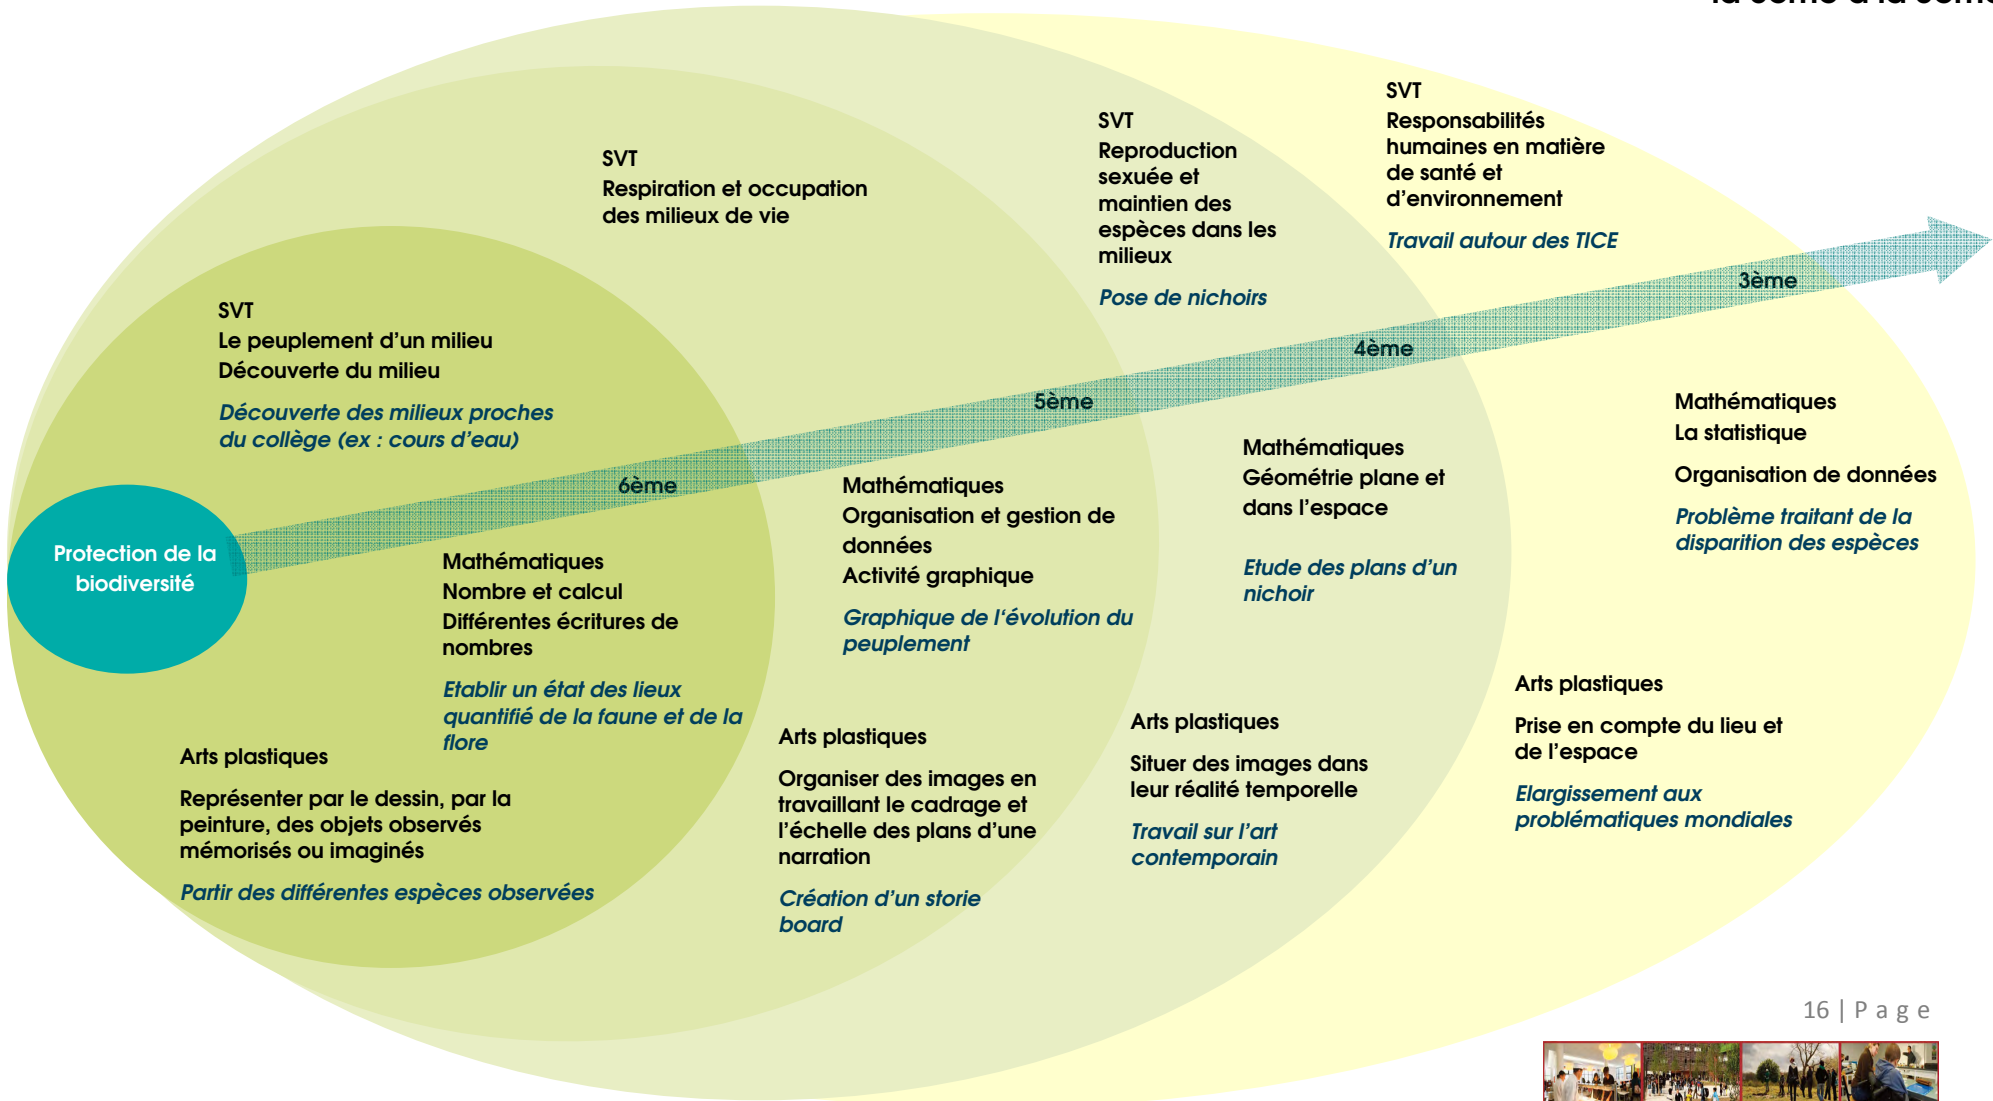 SVT
Responsabilités
humaines en matière
de santé et
d'environnement
Travail autour des TICE
SVT
Reproduction
sexuée et
maintien des
espèces dans les
milieux
Pose de nichoirs
SVT
Respiration et occupation
des milieux de vie
SVT
Le peuplement d'un milieu
Découverte du milieu
Découverte des milieux proches
du collège (ex : cours d'eau)
3ème
4ème
5ème
6ème
Protection de la
biodiversité
Mathématiques
Nombre et calcul
Différentes écritures de
nombres
Etablir un état des lieux
quantifié de la faune et de la
flore
Mathématiques
Organisation et gestion de
données
Activité graphique
Graphique de l'évolution du
peuplement
Mathématiques
Géométrie plane et
dans l'espace
Etude des plans d'un
nichoir
Mathématiques
La statistique
Organisation de données
Problème traitant de la
disparition des espèces
Arts plastiques
Représenter par le dessin, par la
peinture, des objets observés
mémorisés ou imaginés
Partir des différentes espèces observées
Arts plastiques
Organiser des images en
travaillant le cadrage et
l'échelle des plans d'une
narration
Création d'un storie
board
Arts plastiques
Situer des images dans
leur réalité temporelle
Travail sur l'art
contemporain
Arts plastiques
Prise en compte du lieu et
de l'espace
Elargissement aux
problématiques mondiales
16 | P a g e